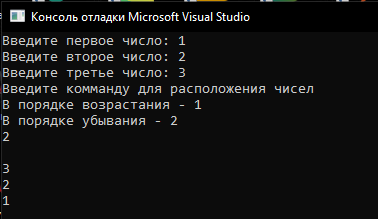 Консоль отладки Microsoft Visual Studio
Введите первое число: 1
Введите второе число: 2
Введите третье число: 3
Введите комманду для расположения чисел
В порядке возрастания - 1
В порядке убывания - 2
2
3
2
1